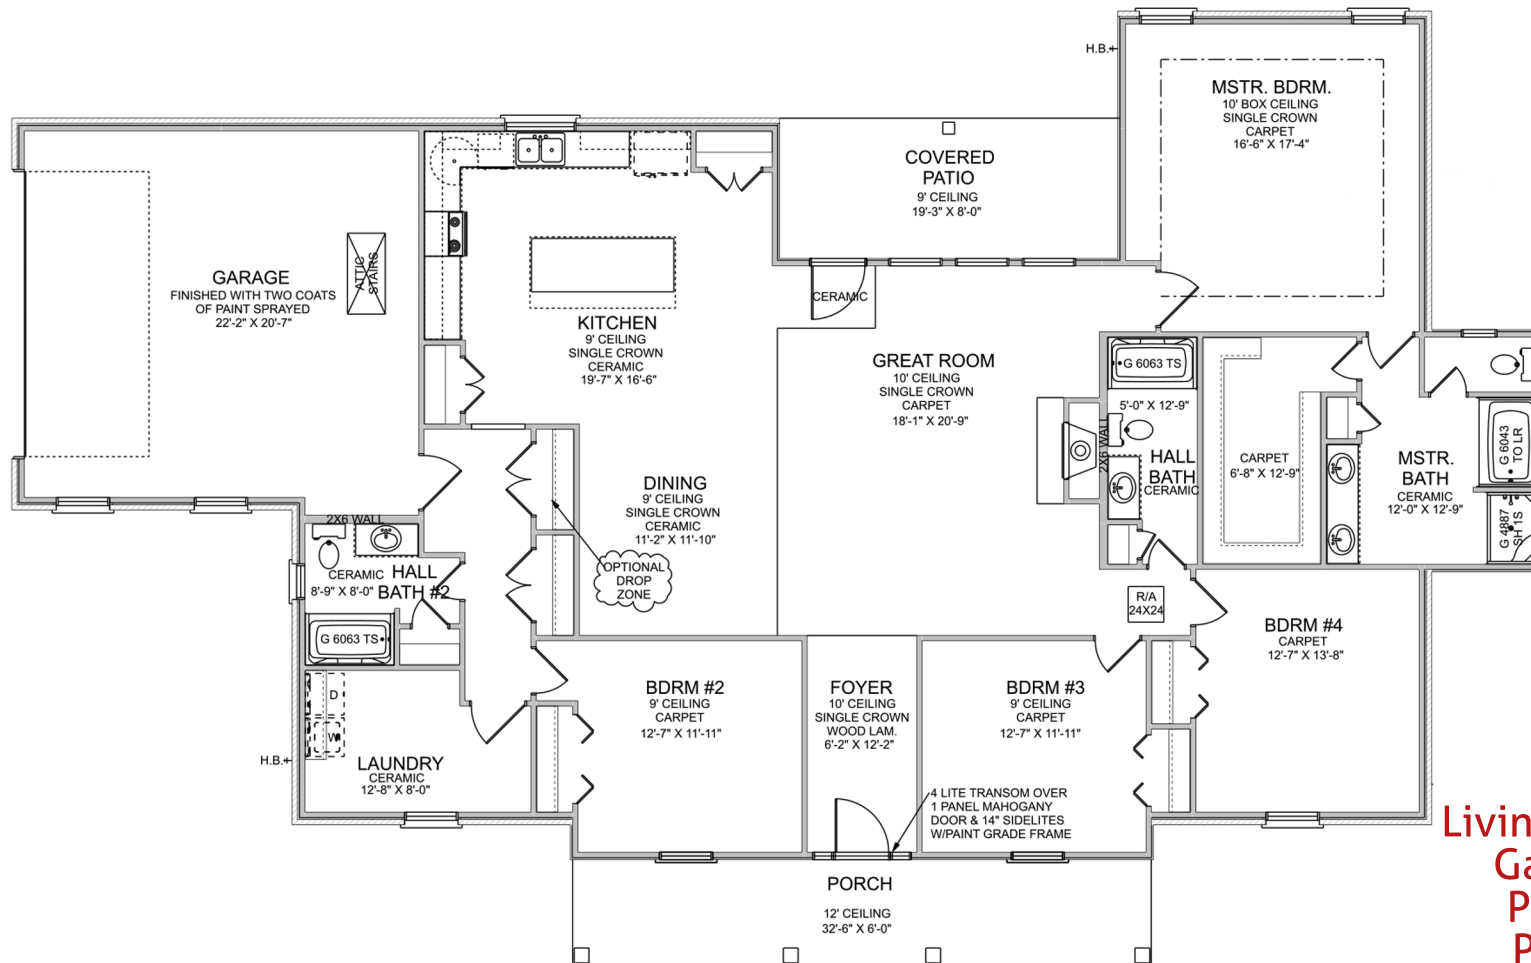 H.B.
MSTR. BDRM.
10' BOX CEILING
SINGLE CROWN
CARPET
16'-6" X 17'-4"
COVERED
PATIO
9' CEILING
19'-3" X 8'-0"
GARAGE
FINISHED WITH TWO COATS
OF PAINT SPRAYED
22'-2" X 20'-7"
ATTIC
STAIRS
KITCHEN
9' CEILING
SINGLE CROWN
CERAMIC
19'-7" X 16'-6"
CERAMIC
GREAT ROOM
10' CEILING
SINGLE CROWN
CARPET
18'-1" X 20'-9"
G 6063 TS
5'-0" X 12'-9"
2X6 WALL
HALL
BATH
CERAMIC
CARPET
6'-8" X 12'-9"
MSTR.
BATH
CERAMIC
12'-0" X 12'-9"
G 6043
TO LR
G 4887
SH 1S
DINING
9' CEILING
SINGLE CROWN
CERAMIC
11'-2" X 11'-10"
OPTIONAL
DROP
ZONE
2X6 WALL
CERAMIC
8'-9" X 8'-0"
HALL
BATH #2
G 6063 TS
R/A
24X24
BDRM #4
CARPET
12'-7" X 13'-8"
BDRM #2
9' CEILING
CARPET
12'-7" X 11'-11"
FOYER
10' CEILING
SINGLE CROWN
WOOD LAM.
6'-2" X 12'-2"
BDRM #3
9' CEILING
CARPET
12'-7" X 11'-11"
D
W
H.B.
LAUNDRY
CERAMIC
12'-8" X 8'-0"
4 LITE TRANSOM OVER
1 PANEL MAHOGANY
DOOR & 14" SIDELITES
W/PAINT GRADE FRAME
PORCH
12' CEILING
32'-6" X 6'-0"
Livin
Ga
P
P